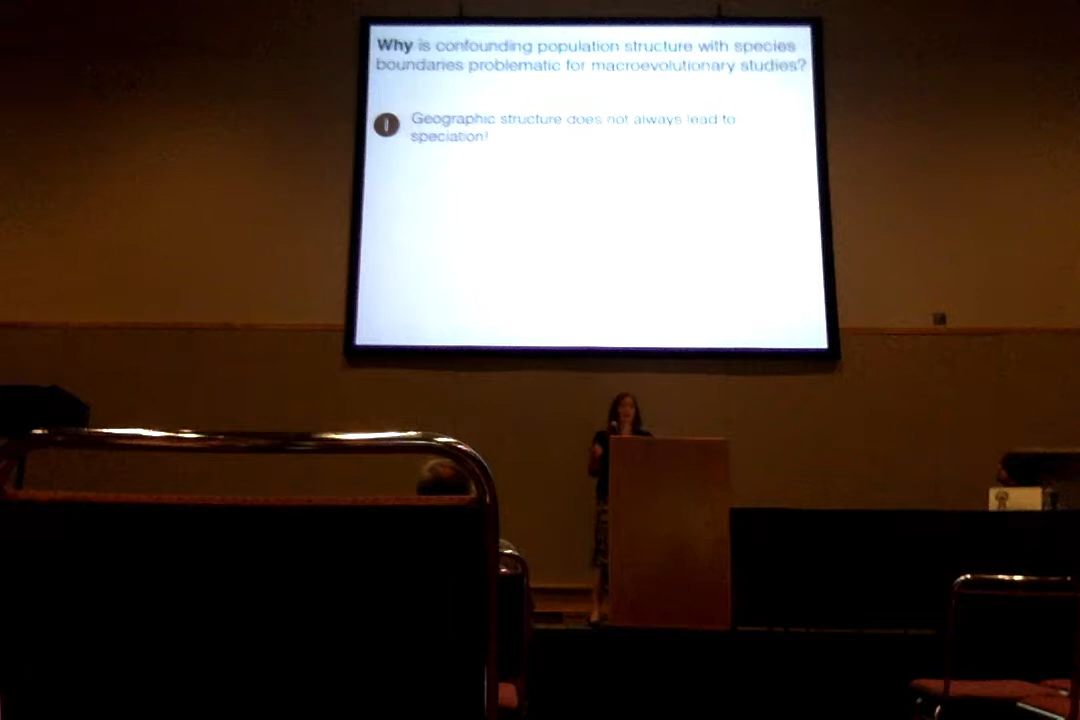 Why is confounding population structure with species
boundaries problematic for macroevolutionary studies?
1
Geographic structure does not always lead to
speciation!